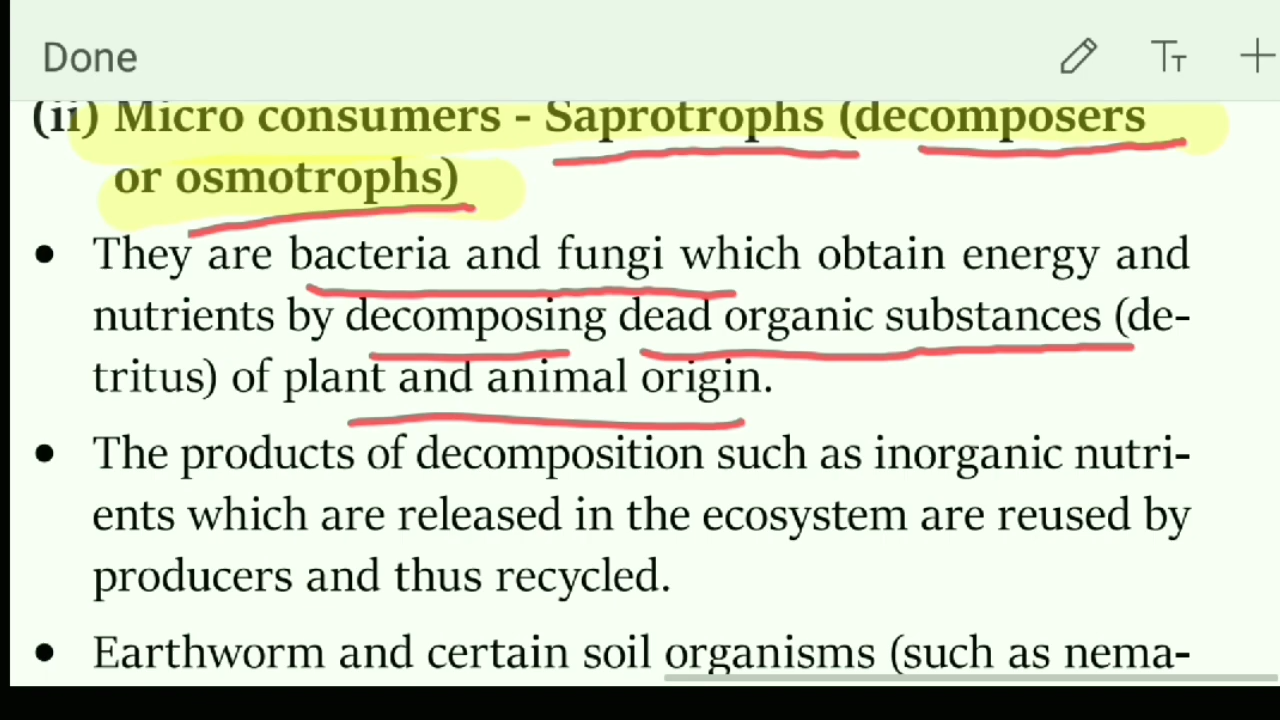 Done
(ii) Micro consumers - Saprotrophs (decomposers
or osmotrophs)
• They are bacteria and fungi which obtain energy and
nutrients by decomposing dead organic substances (de-
tritus) of plant and animal origin.
• The products of decomposition such as inorganic nutri-
ents which are released in the ecosystem are reused by
producers and thus recycled.
• Earthworm and certain soil organisms (such as nema-